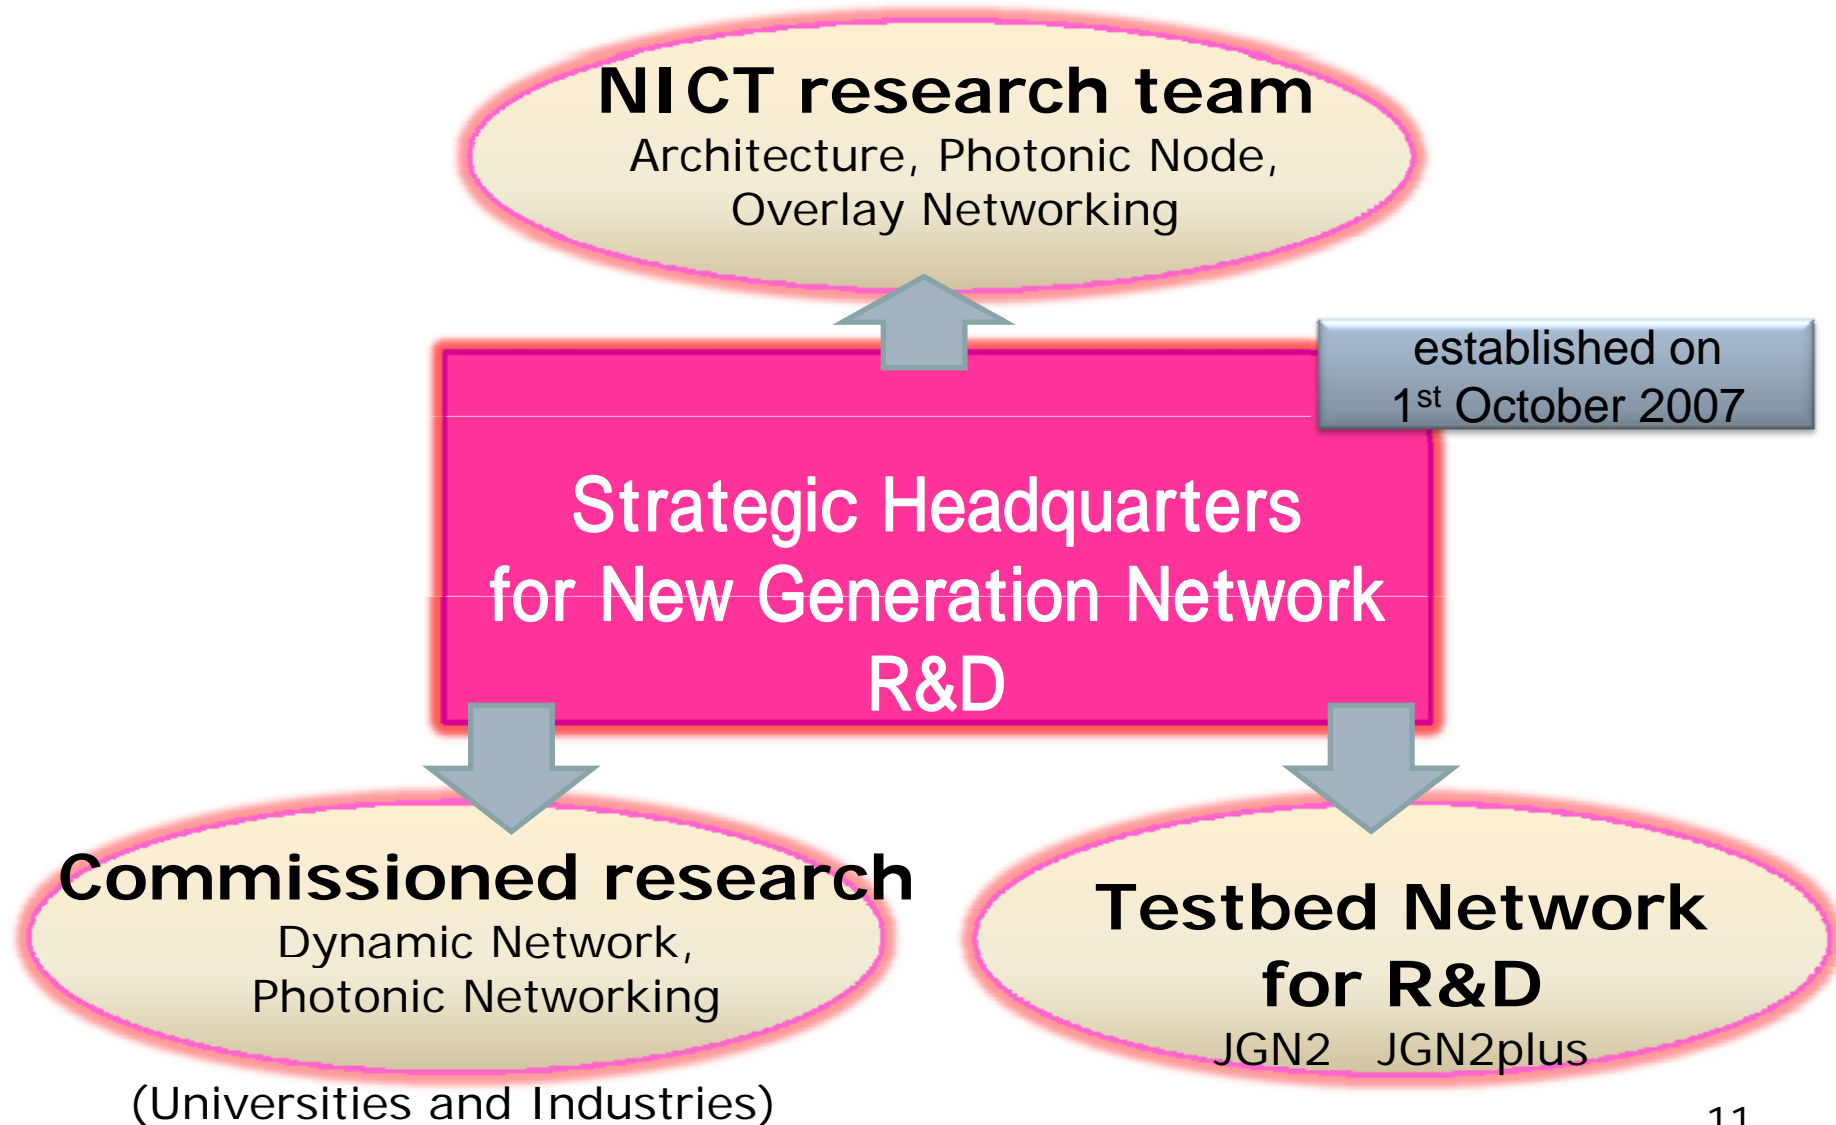 NICT research team
Architecture, Photonic Node,
Overlay Networking
established on
1st October 2007
Strategic Headquarters
for New Generation Network
R&D
Commissioned research
Dynamic Network,
Photonic Networking
(Universities and Industries)
Testbed Network
for R&D
JGN2 JGN2plus
11